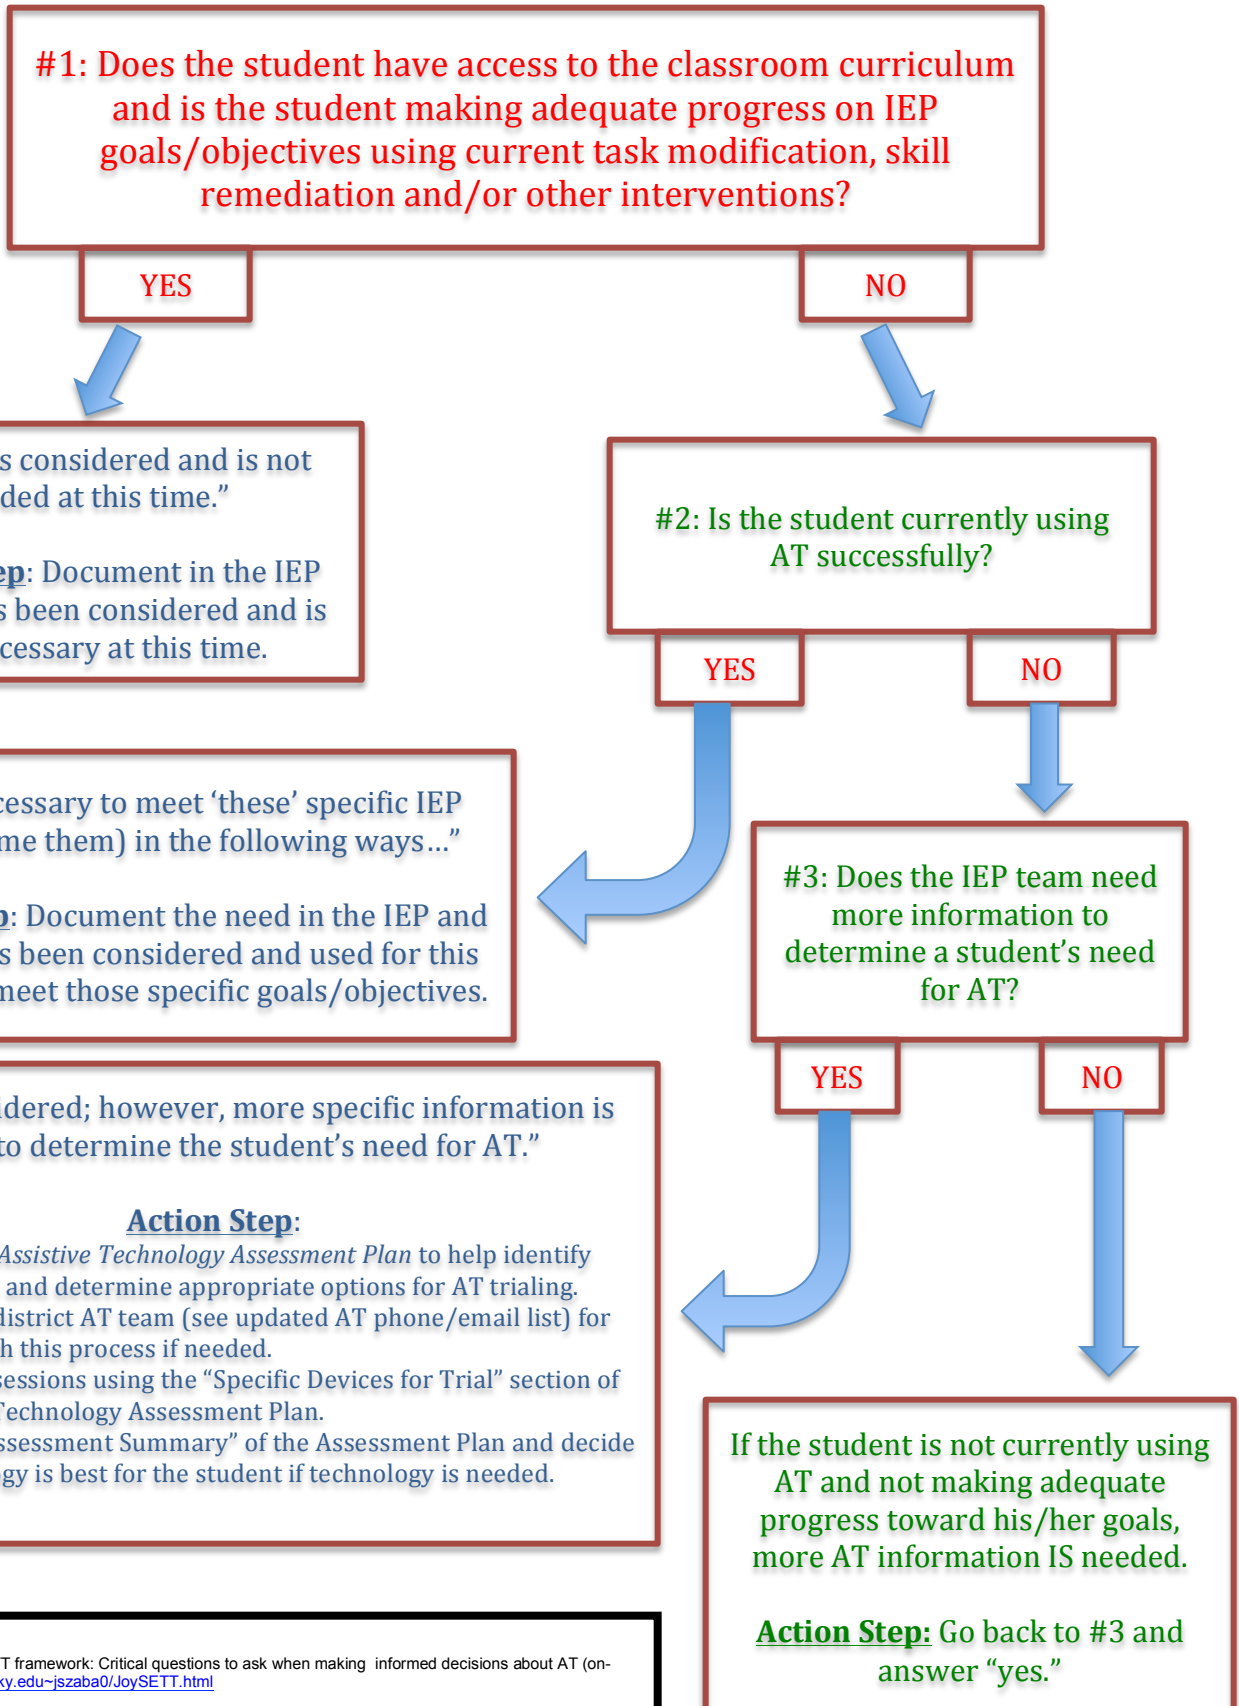 #1: Does the student have access to the classroom curriculum
and is the student making adequate progress on IEP
goals/objectives using current task modification, skill
remediation and/or other interventions?
YES
NO
considered and is not
at this time.”
: Document in the IEP
been considered and is
at this time.
#2: Is the student currently using
AT successfully?
YES
NO
to meet ‘these’ specific IEP
them) in the following ways…”
: Document the need in the IEP and
been considered and used for this
meet those specific goals/objectives.
#3: Does the IEP team need
more information to
determine a student’s need
for AT?
YES
NO
; however, more specific information is
to determine the student’s need for AT.”
Action Step:
Assistive Technology Assessment Plan to help identify
and determine appropriate options for AT trialing.
district AT team (see updated AT phone/email list) for
this process if needed.
sessions using the “Specific Devices for Trial” section of
Technology Assessment Plan.
Assessment Summary” of the Assessment Plan and decide
is best for the student if technology is needed.
If the student is not currently using
AT and not making adequate
progress toward his/her goals,
more AT information IS needed.
Action Step: Go back to #3 and
answer “yes.”
framework: Critical questions to ask when making informed decisions about AT (on-
ky.edu~jszaba0/JoySETT.html